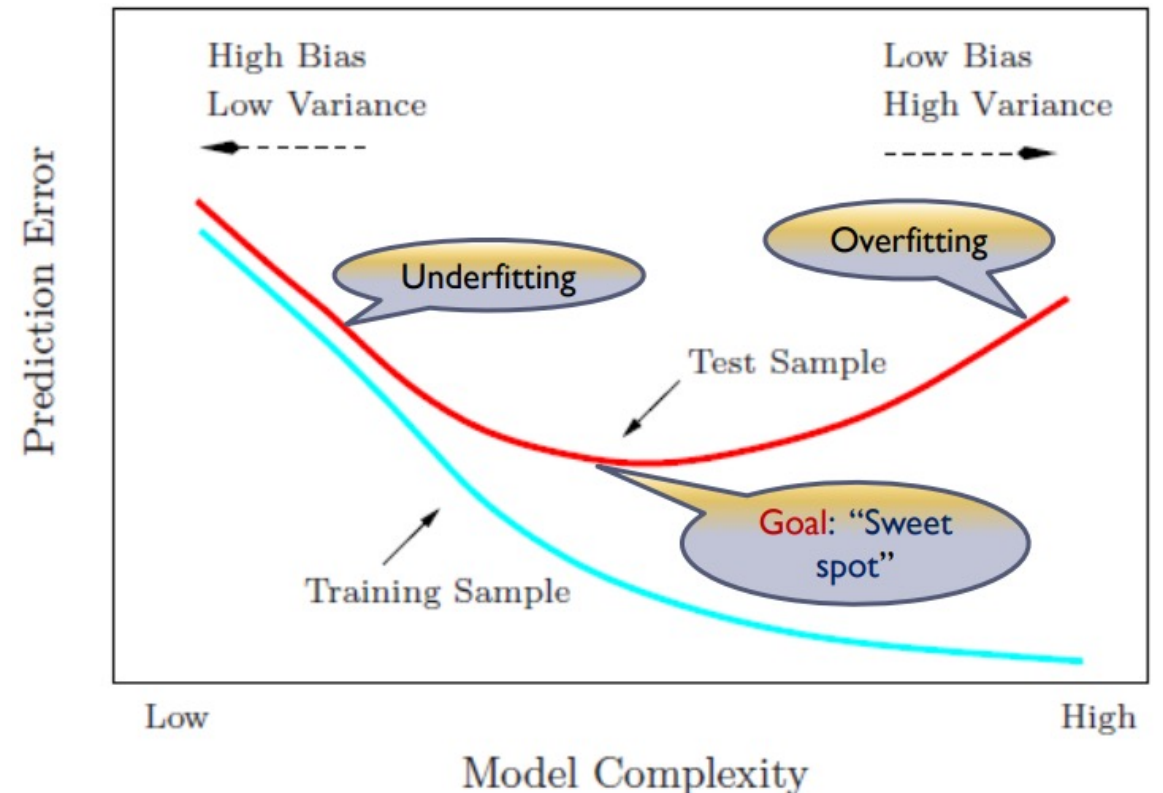 High Bias
Low Variance
Low Bias
High Variance
Prediction Error
Underfitting
Overfitting
Test Sample
Goal: “Sweet
spot”
Training Sample
Low
High
Model Complexity